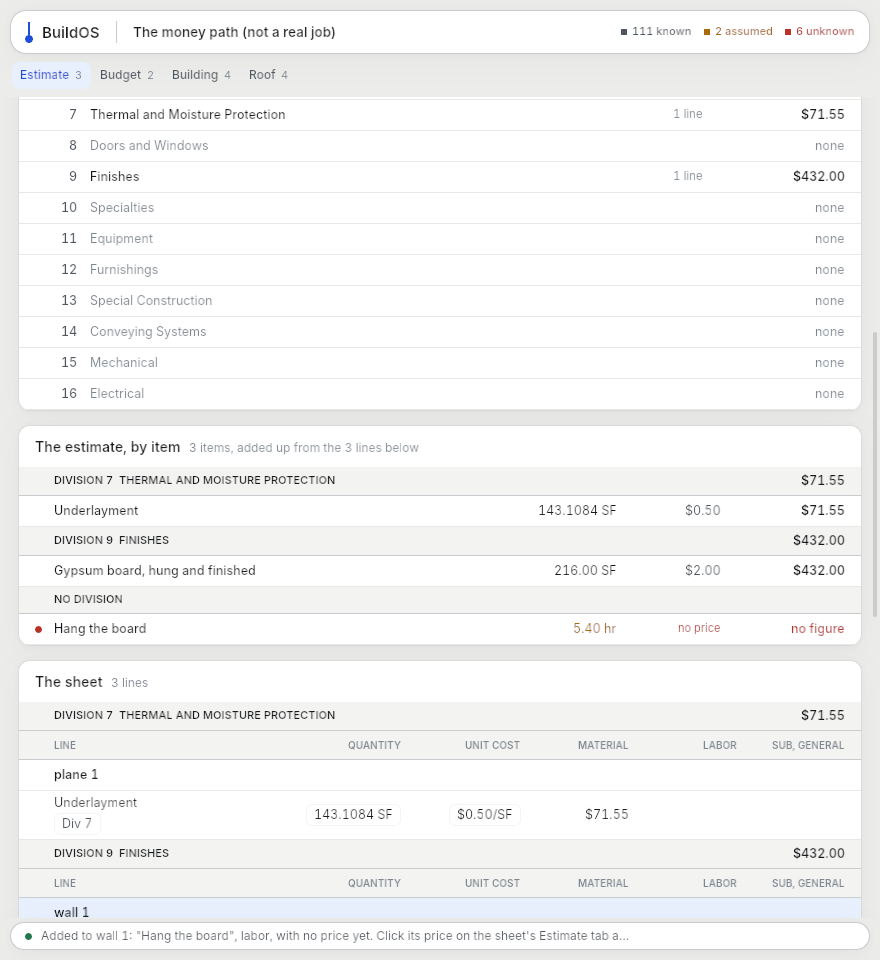 BuildOS The money path (not a real job) 111 known 2 assumed 6 unknown
Estimate 3 Budget 2 Building 4 Roof 4
7 Thermal and Moisture Protection 1 line $71.55
8 Doors and Windows none
9 Finishes 1 line $432.00
10 Specialties none
11 Equipment none
12 Furnishings none
13 Special Construction none
14 Conveying Systems none
15 Mechanical none
16 Electrical none
The estimate, by item 3 items, added up from the 3 lines below
DIVISION 7 THERMAL AND MOISTURE PROTECTION $71.55
Underlayment 143.1084 SF $0.50 $71.55
DIVISION 9 FINISHES $432.00
Gypsum board, hung and finished 216.00 SF $2.00 $432.00
NO DIVISION
Hang the board 5.40 hr no price no figure
The sheet 3 lines
DIVISION 7 THERMAL AND MOISTURE PROTECTION $71.55
LINE QUANTITY UNIT COST MATERIAL LABOR SUB, GENERAL
plane 1
Underlayment
Div 7 143.1084 SF $0.50/SF $71.55
DIVISION 9 FINISHES $432.00
LINE QUANTITY UNIT COST MATERIAL LABOR SUB, GENERAL
wall 1
Added to wall 1: "Hang the board", labor, with no price yet. Click its price on the sheet's Estimate tab a...